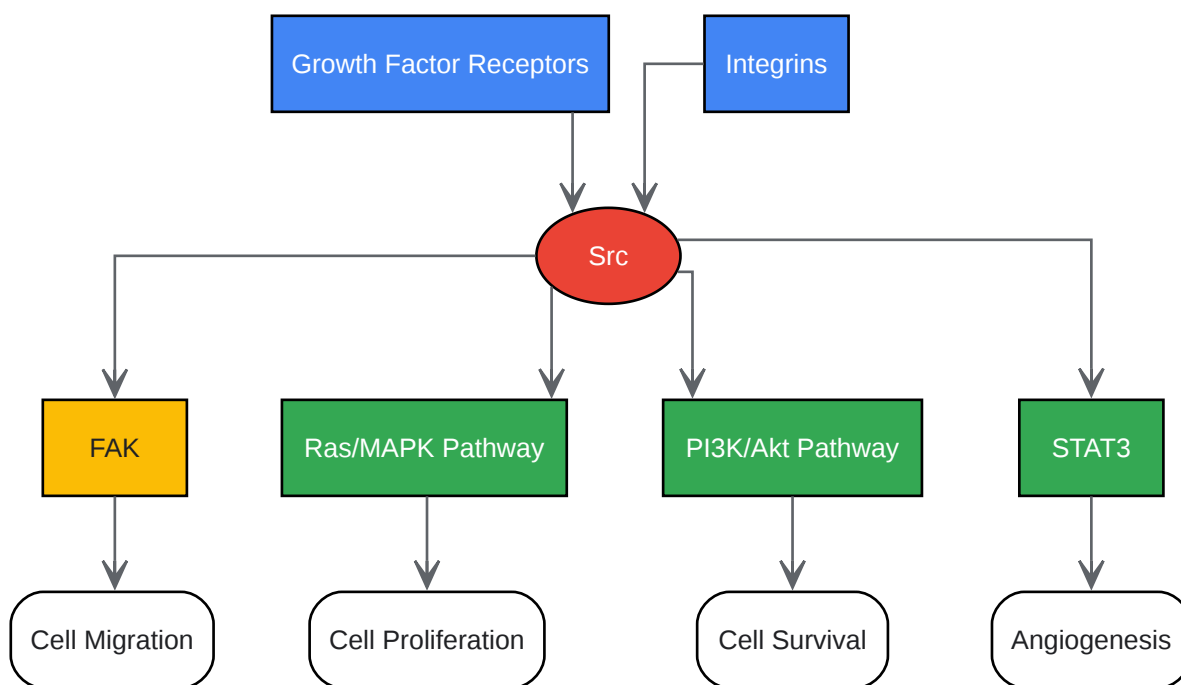 Growth Factor Receptors
Integrins
Src
FAK
Ras/MAPK Pathway
PI3K/Akt Pathway
STAT3
Cell Migration
Cell Proliferation
Cell Survival
Angiogenesis